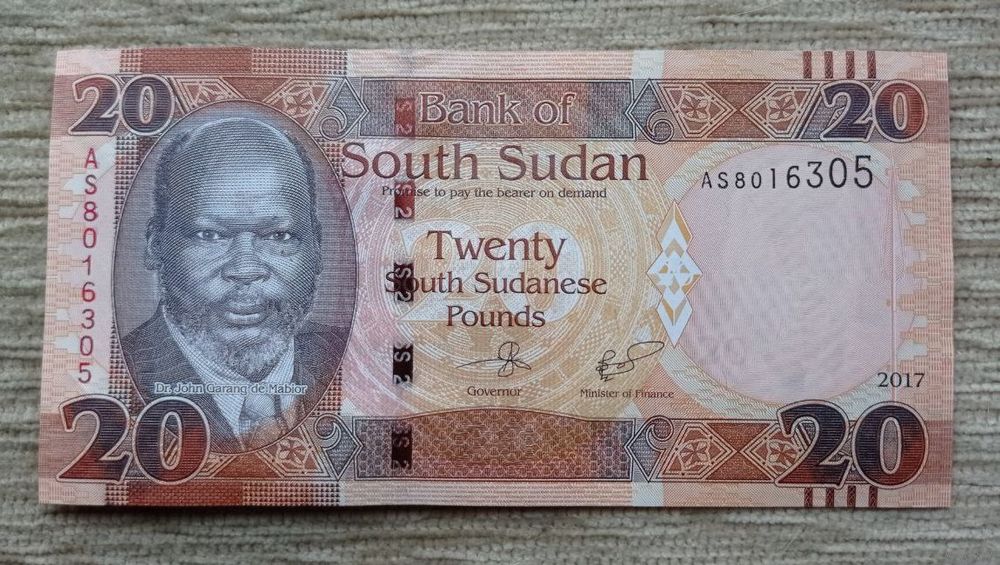 20
Bank of
20
South Sudan
Promise to pay the bearer on demand
AS8016305
AS8016305
Twenty
South Sudanese
Pounds
20
Governor
Minister of Finance
2017
Dr. John Garang de Mabior
20
20